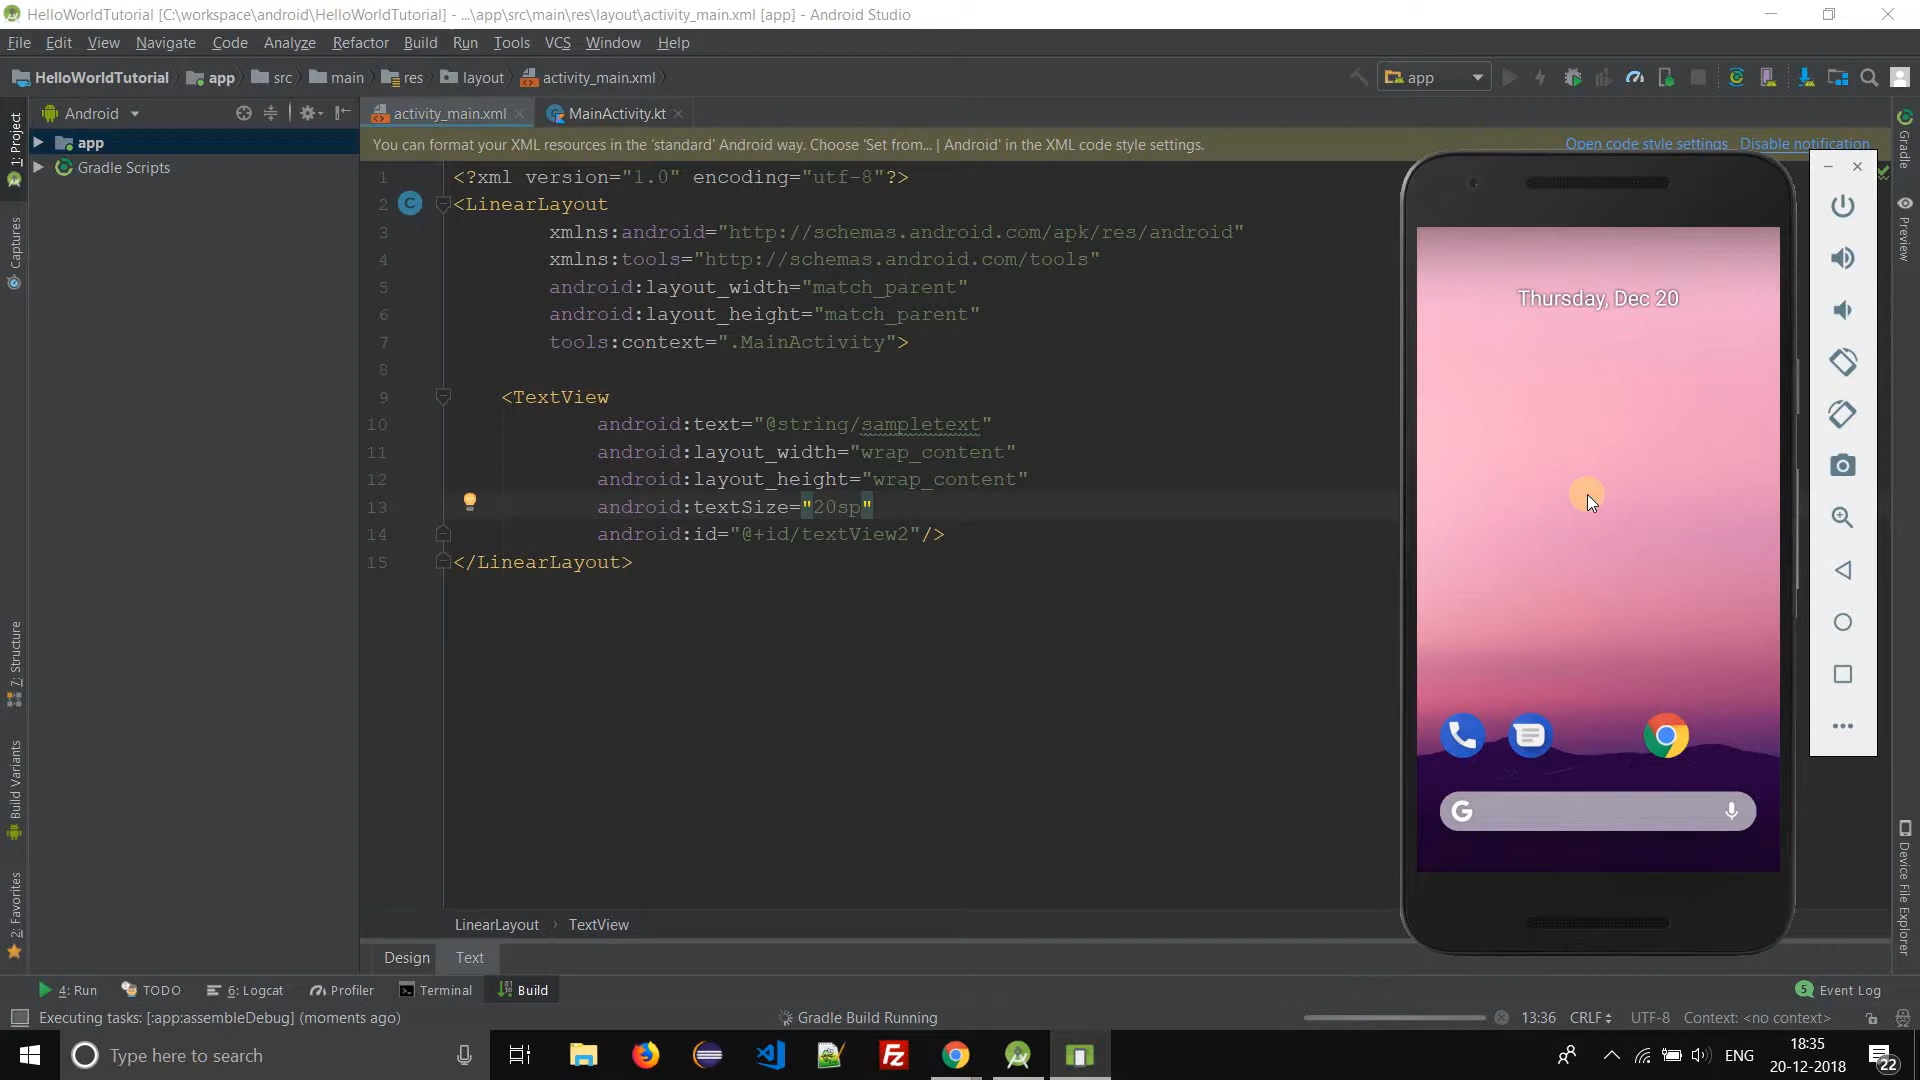 HelloWorldTutorial [C:\workspace\android\HelloWorldTutorial] - ...\app\src\main\res\layout\activity_main.xml [app] - Android Studio
File Edit View Navigate Code Analyze Refactor Build Run Tools VCS Window Help
HelloWorldTutorial app src main res layout activity_main.xml app
1: Project
Captures
7: Structure
Build Variants
2: Favorites
Android
app
Gradle Scripts
activity_main.xml MainActivity.kt
You can format your XML resources in the 'standard' Android way. Choose 'Set from... | Android' in the XML code style settings. Open code style settings Disable notification
1 <?xml version="1.0" encoding="utf-8"?>
2 <LinearLayout
3 xmlns:android="http://schemas.android.com/apk/res/android"
4 xmlns:tools="http://schemas.android.com/tools"
5 android:layout_width="match_parent"
6 android:layout_height="match_parent"
7 tools:context=".MainActivity">
8
9 <TextView
10 android:text="@string/sampletext"
11 android:layout_width="wrap_content"
12 android:layout_height="wrap_content"
13 android:textSize="20sp"
14 android:id="@+id/textView2"/>
15 </LinearLayout>
LinearLayout TextView
Design Text
Thursday, Dec 20
Gradle
Preview
Device File Explorer
4: Run TODO 6: Logcat Profiler Terminal Build 5 Event Log
Executing tasks: [:app:assembleDebug] (moments ago) Gradle Build Running 13:36 CRLF UTF-8 Context: <no context>
Type here to search ENG 18:35
20-12-2018 22